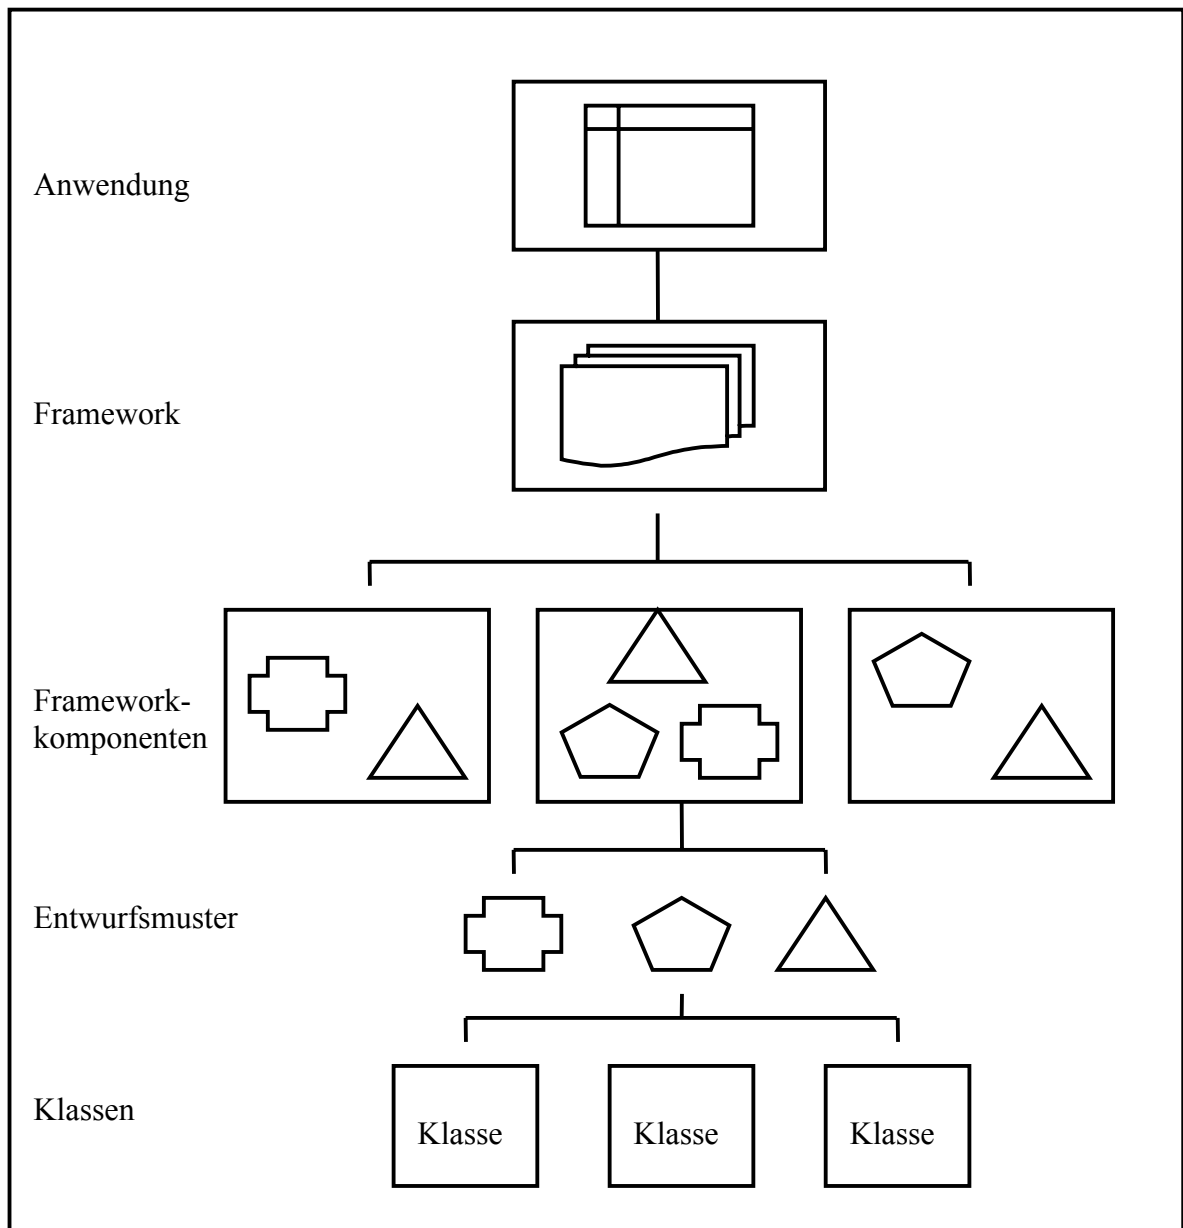 Anwendung
Framework
Framework-
komponenten
Entwurfsmuster
Klassen
Klasse
Klasse
Klasse